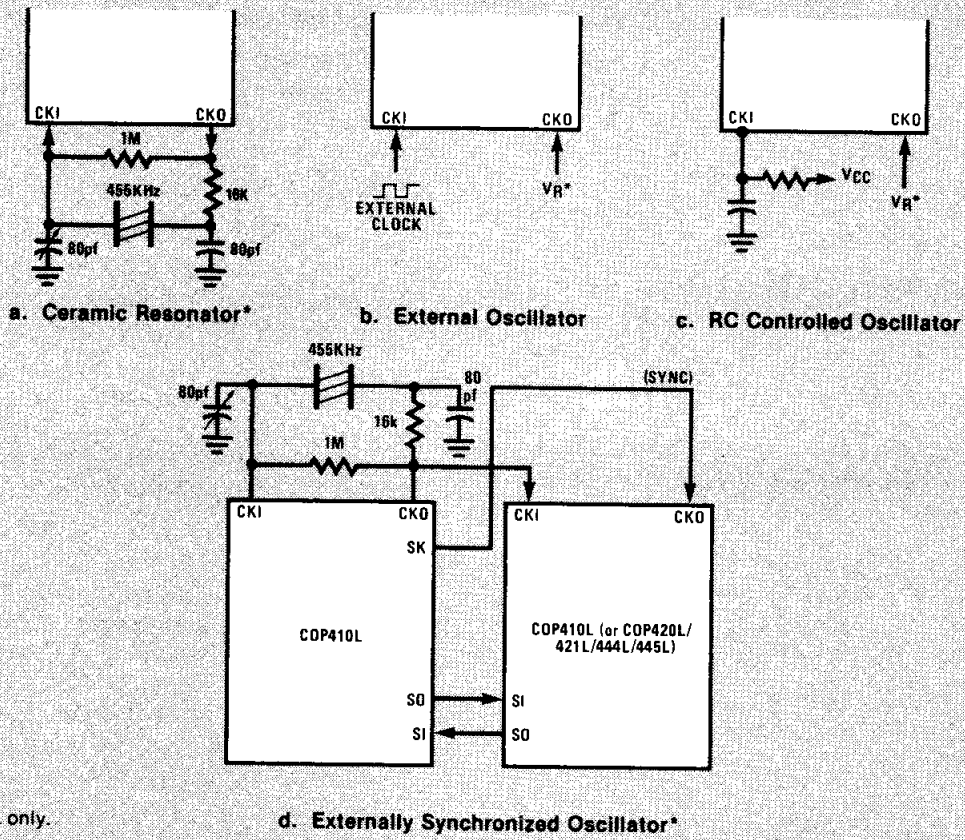 CKI CKO
1M
455KHz
16K
80pf 80pf
a. Ceramic Resonator*
CKI CKO
EXTERNAL
CLOCK
VR*
b. External Oscillator
CKI CKO
VCC
VR*
c. RC Controlled Oscillator
455KHz
80pf
80
pf
16k
1M
(SYNC)
CKI CKO
SK
COP410L
SO
SI
CKI CKO
COP410L (or COP420L/
421L/444L/445L)
SI
SO
only.
d. Externally Synchronized Oscillator*